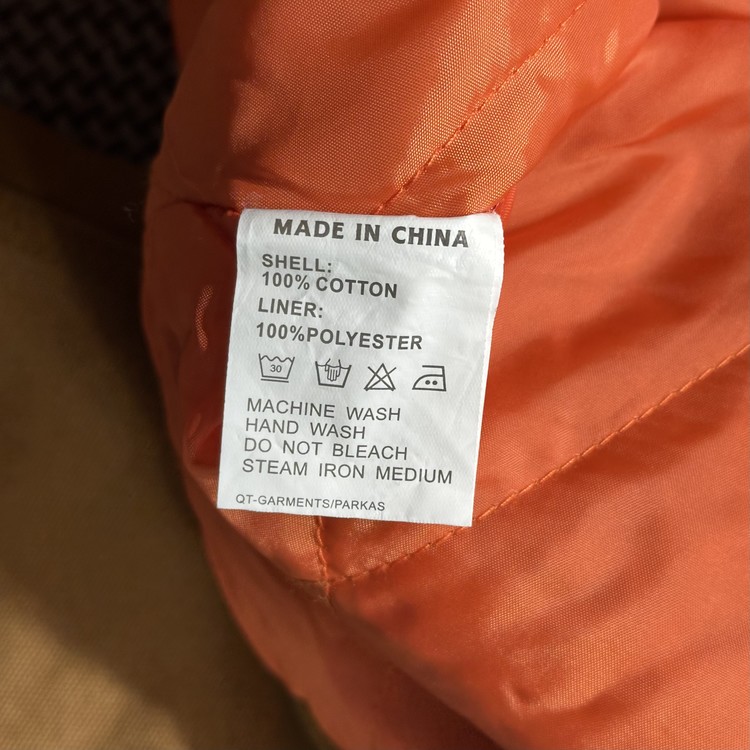 MADE IN CHINA
SHELL:
100% COTTON
LINER:
100%POLYESTER
30
MACHINE WASH
HAND WASH
DO NOT BLEACH
STEAM IRON MEDIUM
QT-GARMENTS/PARKAS